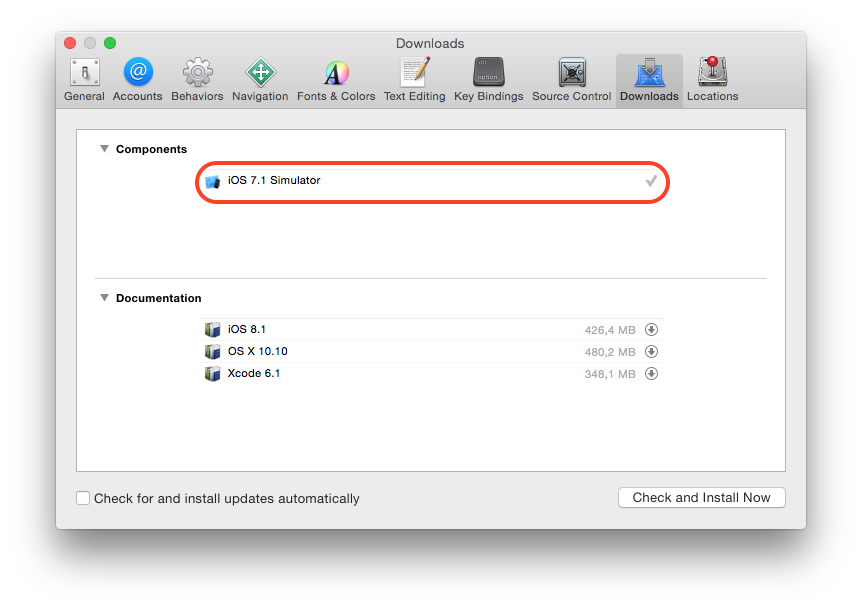 Downloads
General Accounts Behaviors Navigation Fonts & Colors Text Editing Key Bindings Source Control Downloads Locations
Components
iOS 7.1 Simulator
Documentation
iOS 8.1 426,4 MB
OS X 10.10 480,2 MB
Xcode 6.1 348,1 MB
Check for and install updates automatically Check and Install Now